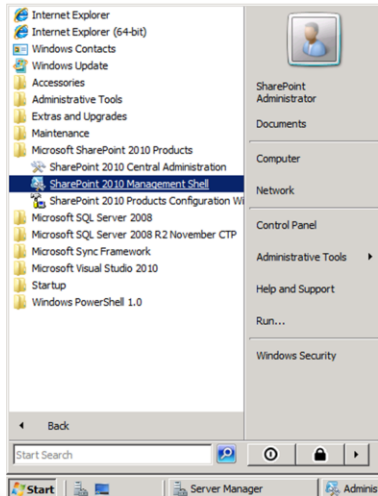 Internet Explorer
Internet Explorer (64-bit)
Windows Contacts
Windows Update
Accessories
Administrative Tools
Extras and Upgrades
Maintenance
Microsoft SharePoint 2010 Products
SharePoint 2010 Central Administration
SharePoint 2010 Management Shell
SharePoint 2010 Products Configuration Wi
Microsoft SQL Server 2008
Microsoft SQL Server 2008 R2 November CTP
Microsoft Sync Framework
Microsoft Visual Studio 2010
Startup
Windows PowerShell 1.0
Back
Start Search
SharePoint
Administrator
Documents
Computer
Network
Control Panel
Administrative Tools
Help and Support
Run...
Windows Security
Start
Server Manager
Adminis